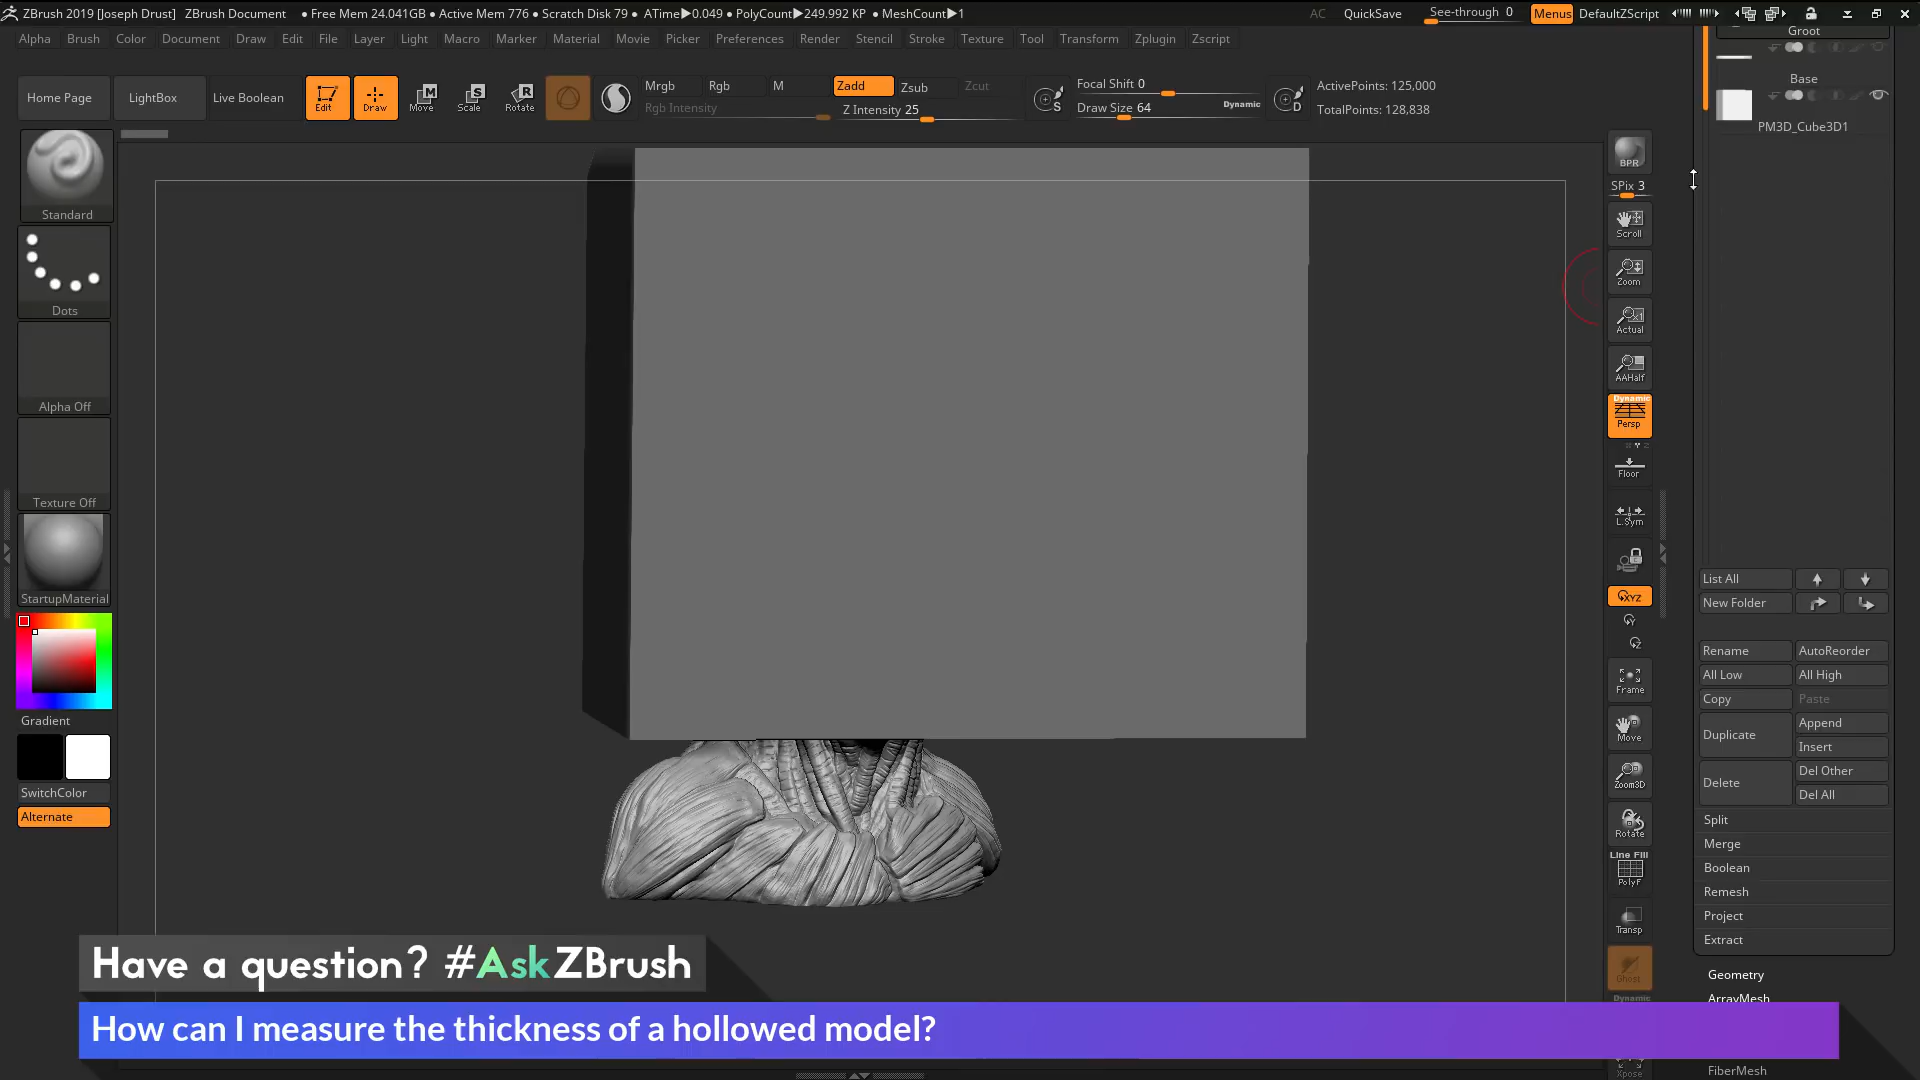 ZBrush 2019 [Joseph Drust] ZBrush Document • Free Mem 24.041GB • Active Mem 776 • Scratch Disk 79 • ATime▶0.049 • PolyCount▶249.992 KP • MeshCount▶1 AC QuickSave See-through 0 Menus DefaultZScript
Alpha Brush Color Document Draw Edit File Layer Light Macro Marker Material Movie Picker Preferences Render Stencil Stroke Texture Tool Transform Zplugin Zscript
Home Page LightBox Live Boolean Edit Draw Move Scale Rotate
Mrgb Rgb M Zadd Zsub Zcut
Rgb Intensity Z Intensity 25
Focal Shift 0
Draw Size 64 Dynamic
ActivePoints: 125,000
TotalPoints: 128,838
Standard
Dots
Alpha Off
Texture Off
StartupMaterial
Gradient
SwitchColor
Alternate
BPR
SPix 3
Scroll
Zoom
Actual
AAHalf
Dynamic
Persp
Floor
L.Sym
XYZ
Frame
Move
Zoom3D
Rotate
Line Fill
PolyF
Transp
Ghost
Dynamic
Xpose
Groot
Base
PM3D_Cube3D1
List All
New Folder
Rename AutoReorder
All Low All High
Copy Paste
Duplicate Append
Insert
Delete Del Other
Del All
Split
Merge
Boolean
Remesh
Project
Extract
Geometry
ArrayMesh
FiberMesh
Have a question? #AskZBrush
How can I measure the thickness of a hollowed model?